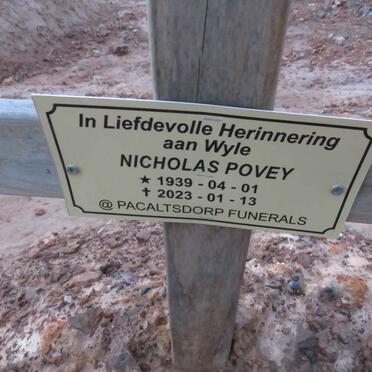 In Liefdevolle Herinnering
aan Wyle
NICHOLAS POVEY
★ 1939 - 04 - 01
✝ 2023 - 01 - 13
@ PACALTSDORP FUNERALS